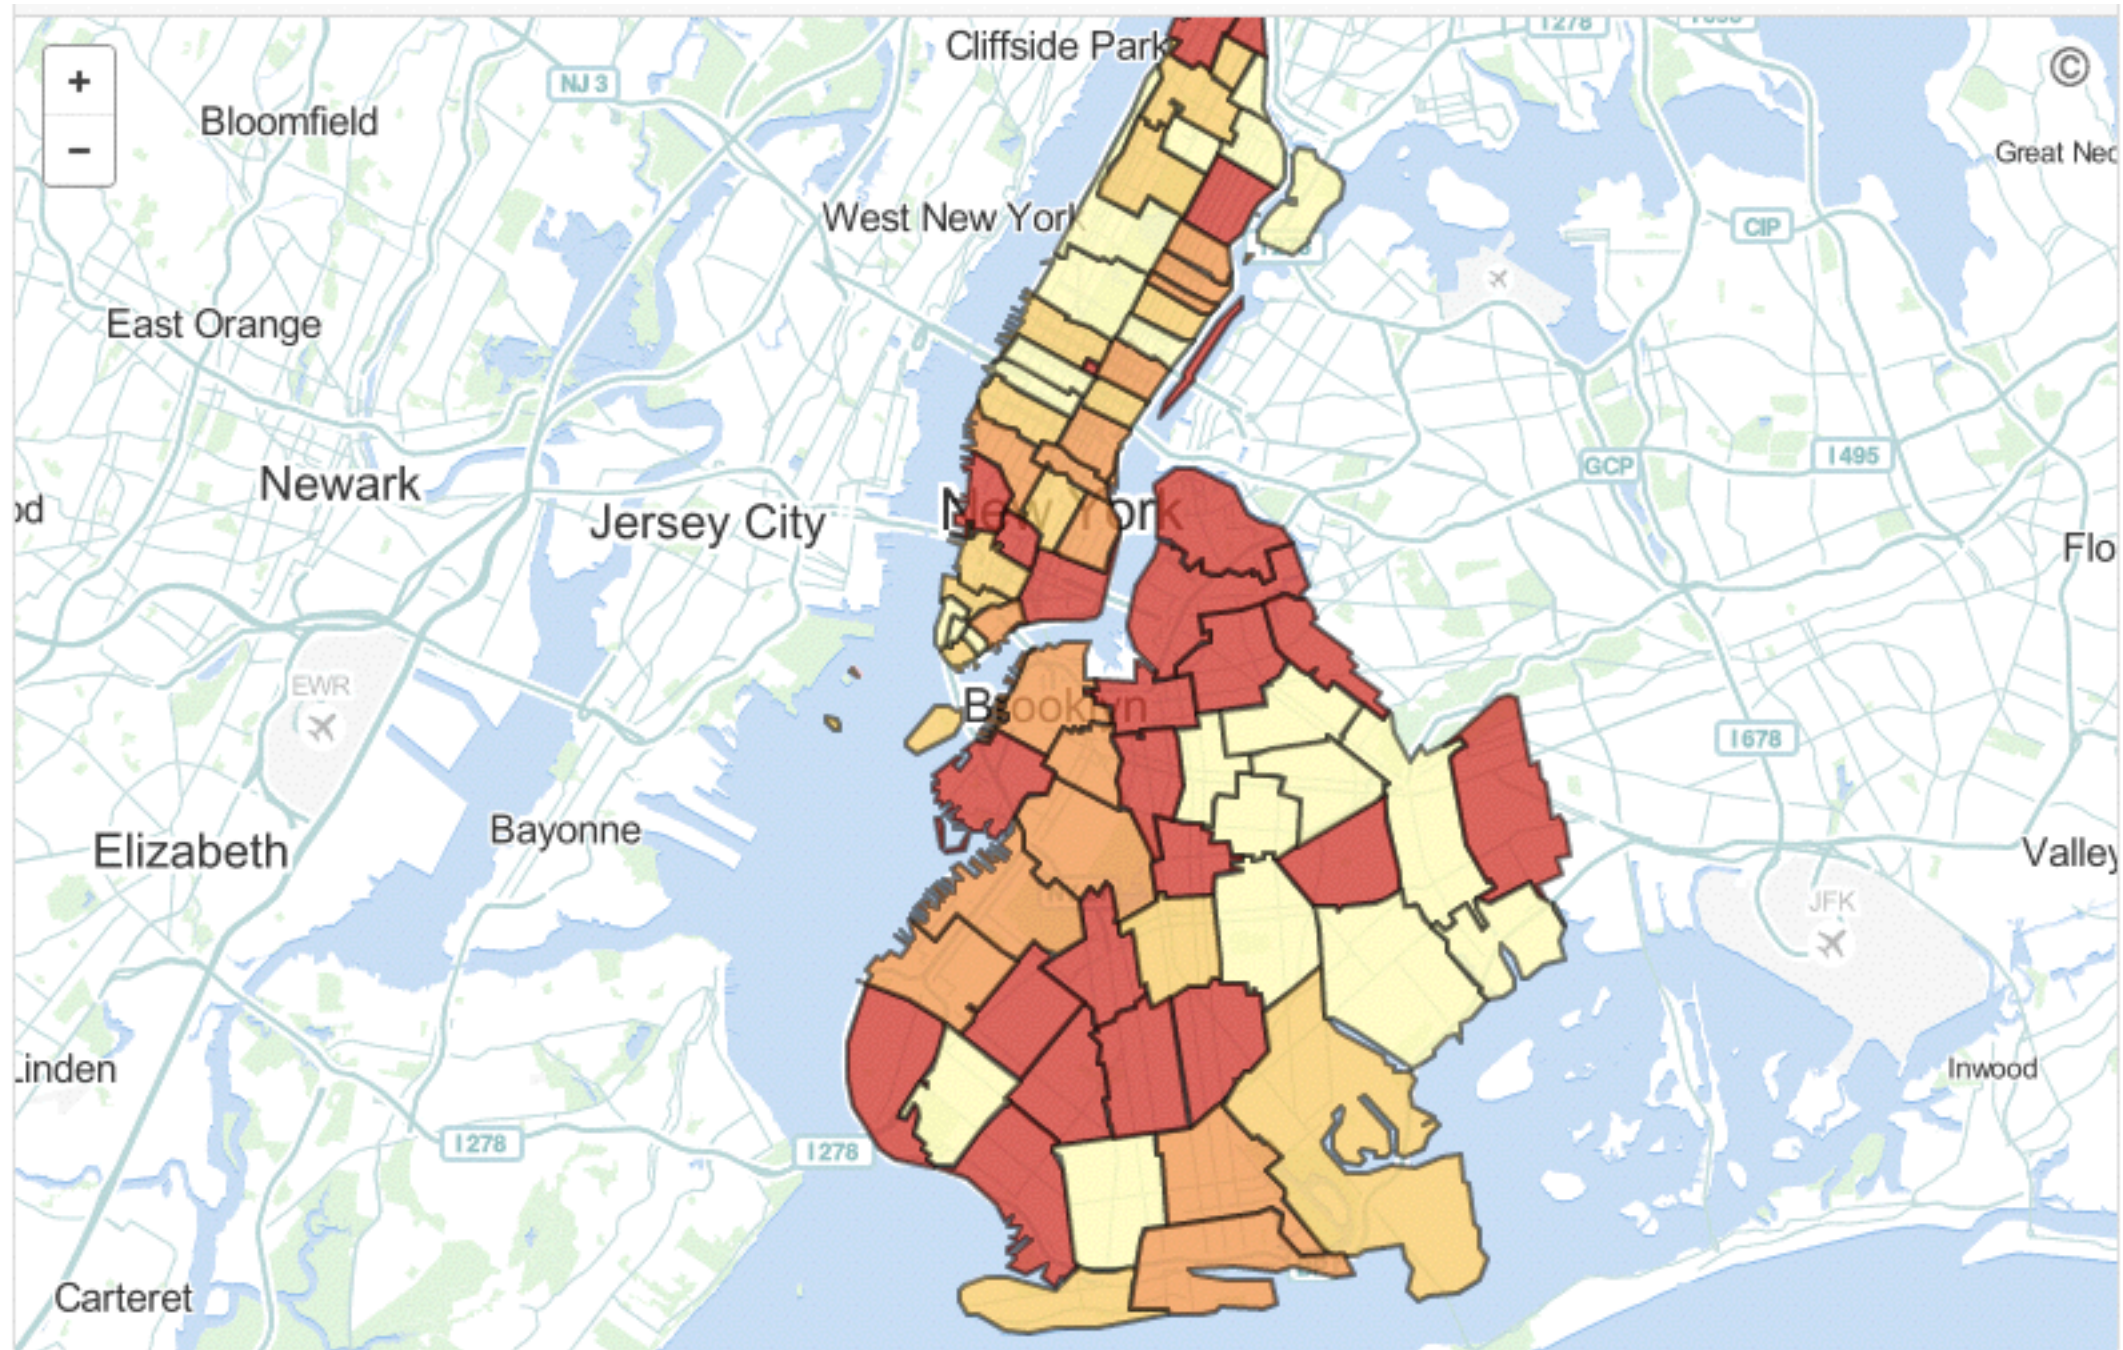 I 278
Cliffside Park
+
©
NJ 3
Bloomfield
−
Great Nec
West New York
CIP
East Orange
I 495
GCP
Newark
New York
od
Jersey City
Flo
EWR
Brooklyn
I 678
Bayonne
Elizabeth
Valley
JFK
Linden
Inwood
I 278
I 278
Carteret